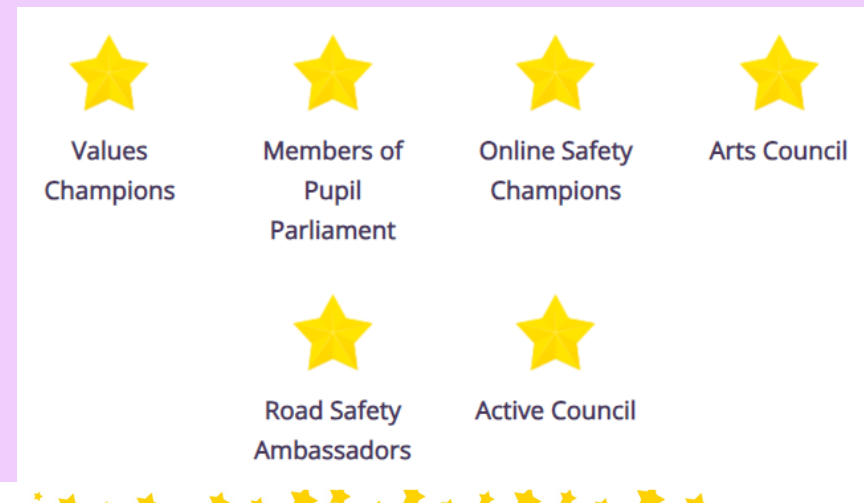 Values
Champions
Members of
Pupil
Parliament
Online Safety
Champions
Arts Council
Road Safety
Ambassadors
Active Council